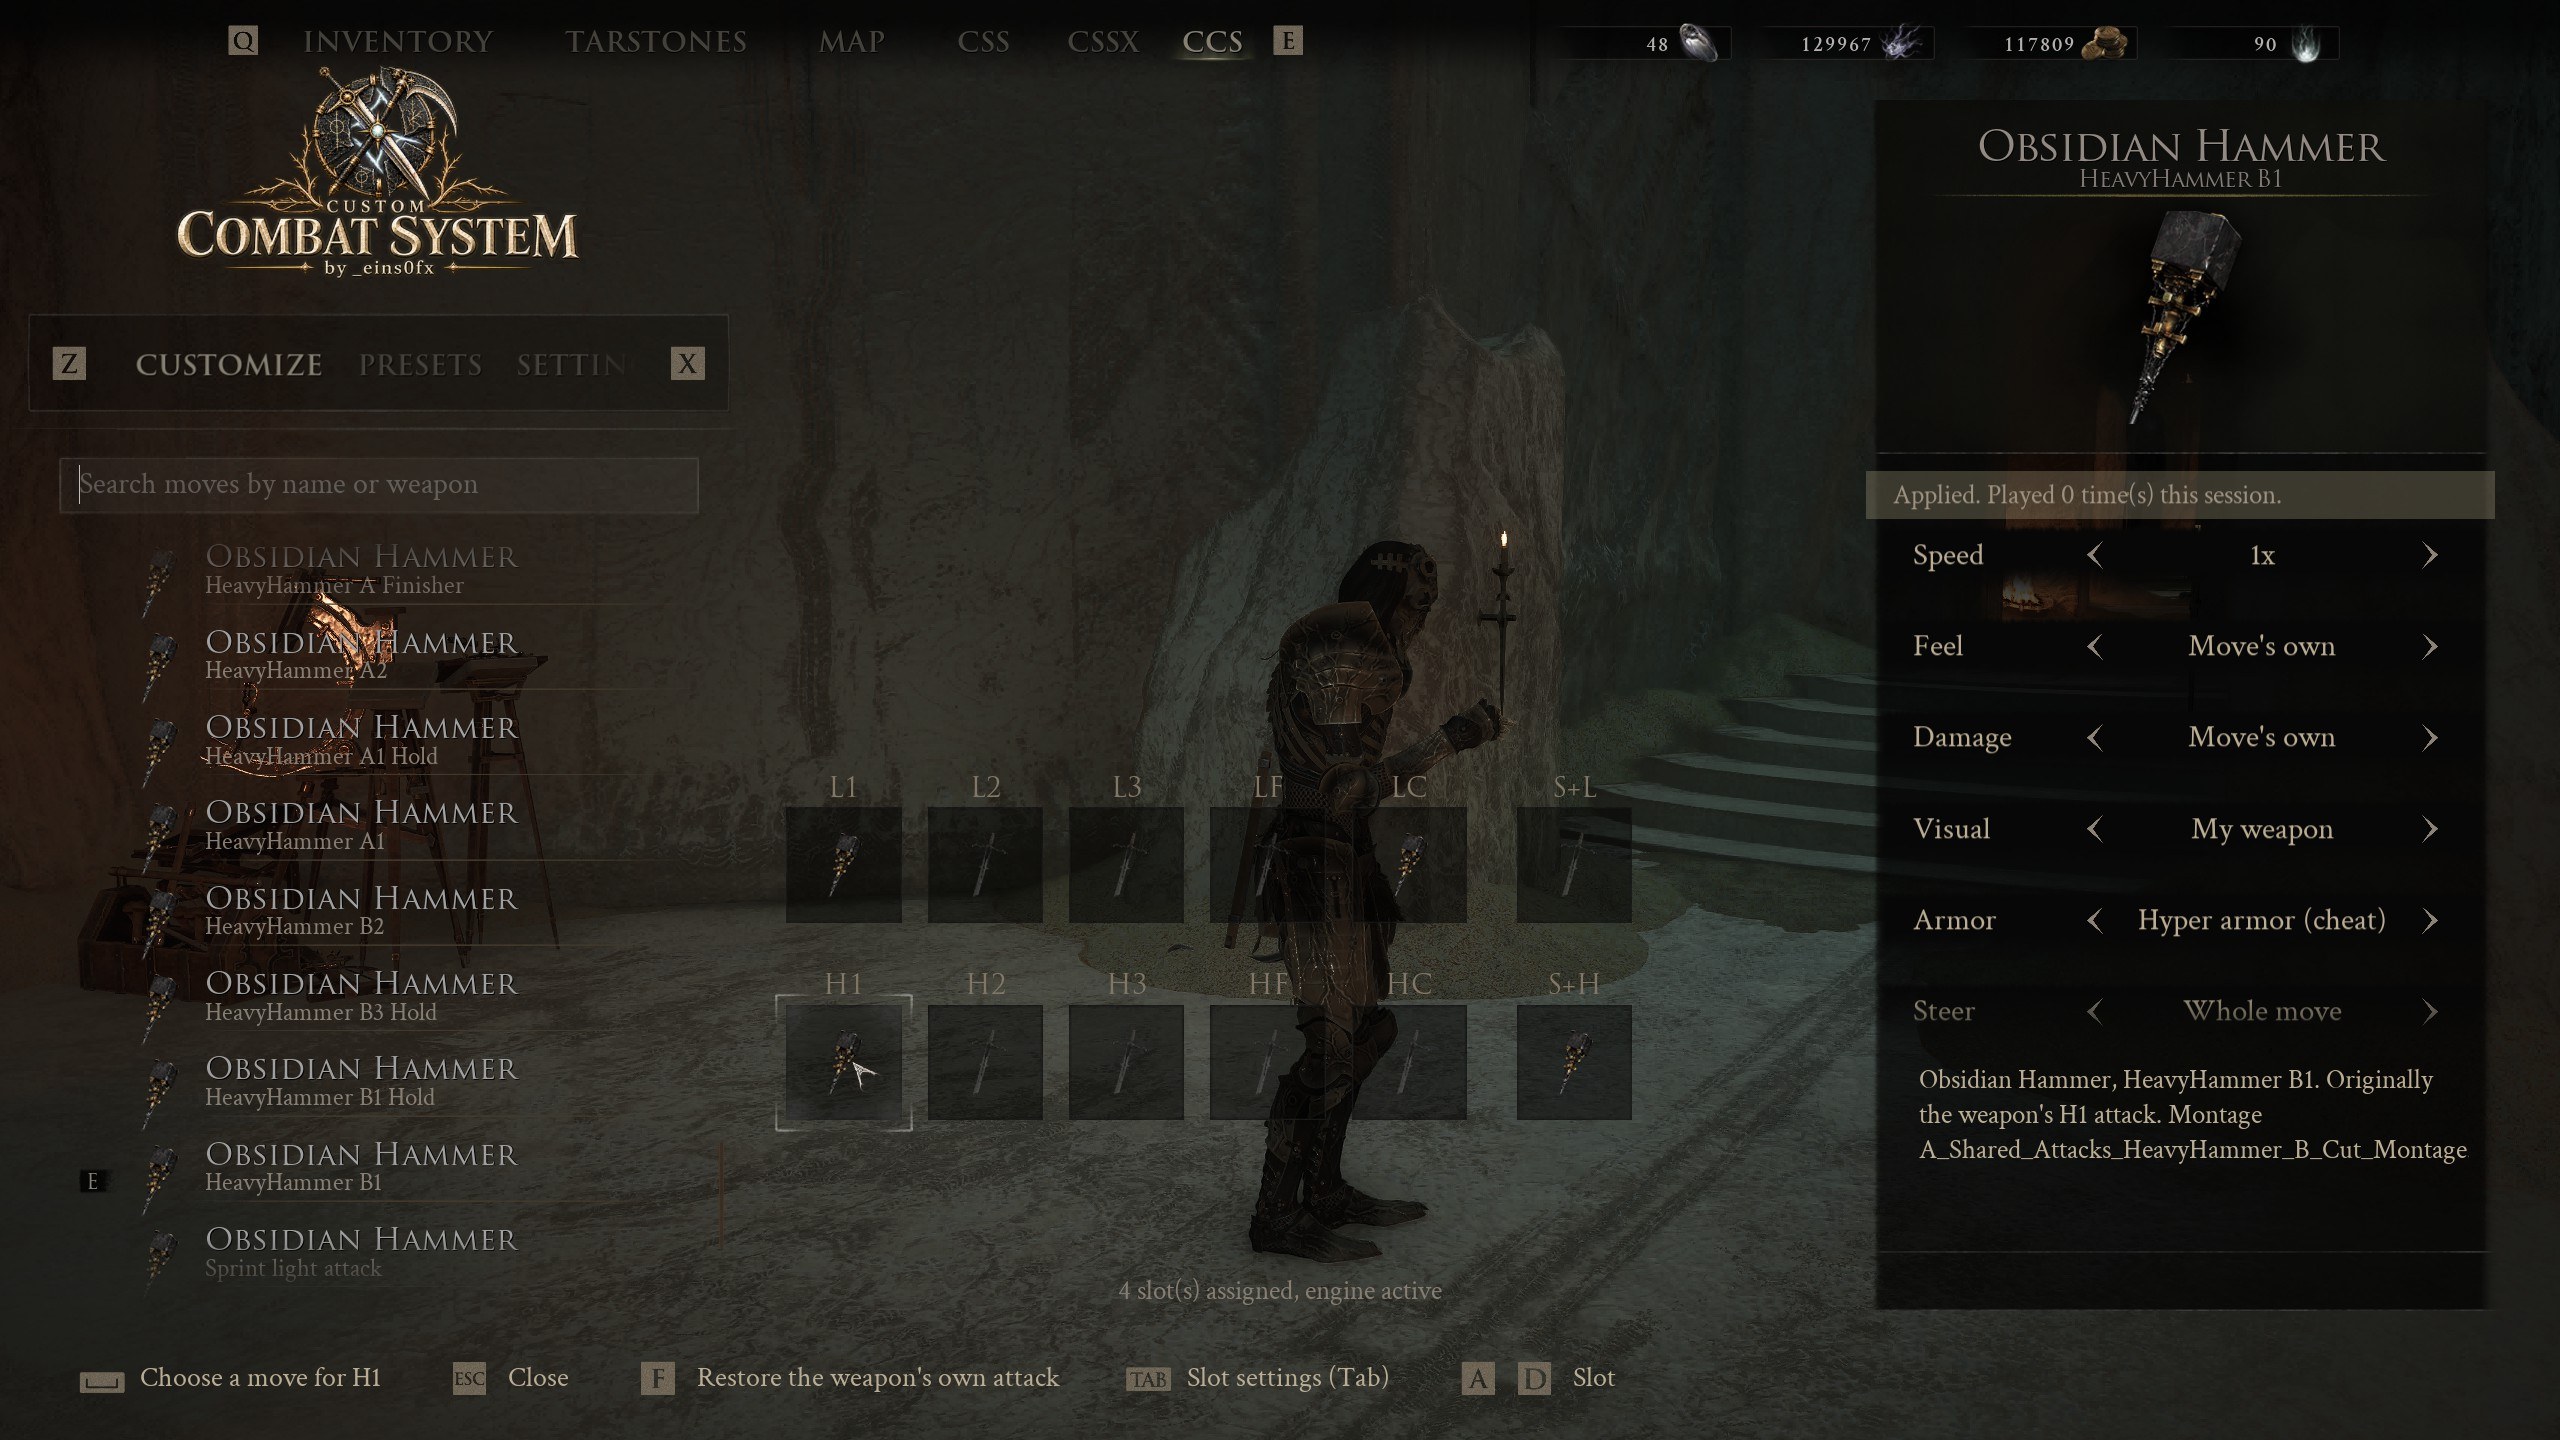 Q INVENTORY TARSTONES MAP CSS CSSX CCS E
48 129967 117809 90
CUSTOM
COMBAT SYSTEM
by _eins0fx
Z CUSTOMIZE PRESETS SETTIN X
Search moves by name or weapon
OBSIDIAN HAMMER
HeavyHammer A Finisher
OBSIDIAN HAMMER
HeavyHammer A2
OBSIDIAN HAMMER
HeavyHammer A1 Hold
OBSIDIAN HAMMER
HeavyHammer A1
OBSIDIAN HAMMER
HeavyHammer B2
OBSIDIAN HAMMER
HeavyHammer B3 Hold
OBSIDIAN HAMMER
HeavyHammer B1 Hold
E
OBSIDIAN HAMMER
HeavyHammer B1
OBSIDIAN HAMMER
Sprint light attack
L1 L2 L3 LF LC S+L
H1 H2 H3 HF HC S+H
4 slot(s) assigned, engine active
OBSIDIAN HAMMER
HEAVYHAMMER B1
Applied. Played 0 time(s) this session.
Speed 1x
Feel Move's own
Damage Move's own
Visual My weapon
Armor Hyper armor (cheat)
Steer Whole move
Obsidian Hammer, HeavyHammer B1. Originally
the weapon's H1 attack. Montage
A_Shared_Attacks_HeavyHammer_B_Cut_Montage
Choose a move for H1 ESC Close F Restore the weapon's own attack TAB Slot settings (Tab) A D Slot